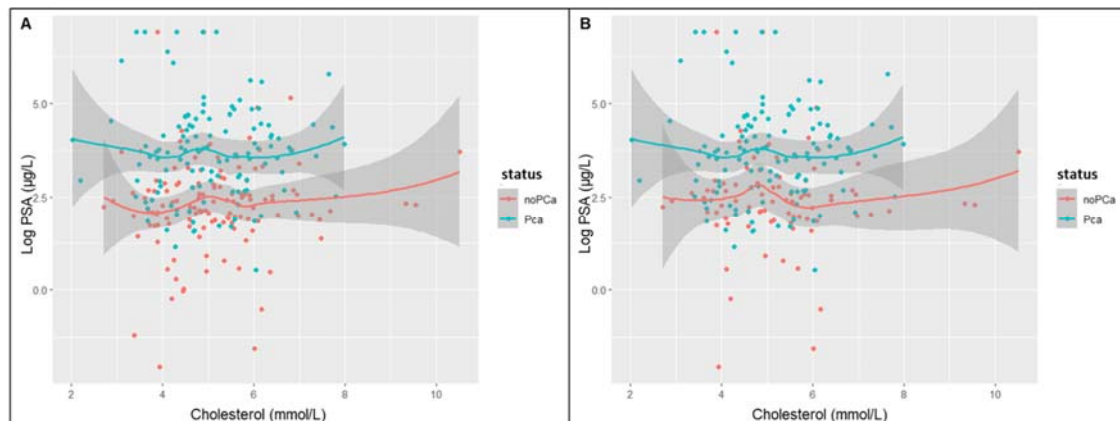 A
Log PSA (µg/L)
5.0
2.5
0.0
2
4
6
8
10
Cholesterol (mmol/L)
status
noPCa
Pca
B
Log PSA (µg/L)
5.0
2.5
0.0
2
4
6
8
10
Cholesterol (mmol/L)
status
noPCa
Pca